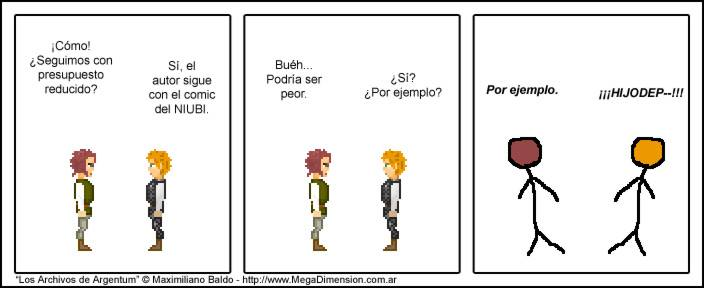 ¡Cómo!
¿Seguimos con
presupuesto
reducido?
Sí, el
autor sigue
con el comic
del NIUBI.
Buéh...
Podría ser
peor.
¿Sí?
¿Por ejemplo?
Por ejemplo.
¡¡¡HIJODEP--!!!
"Los Archivos de Argentum" © Maximiliano Baldo - http://www.MegaDimension.com.ar